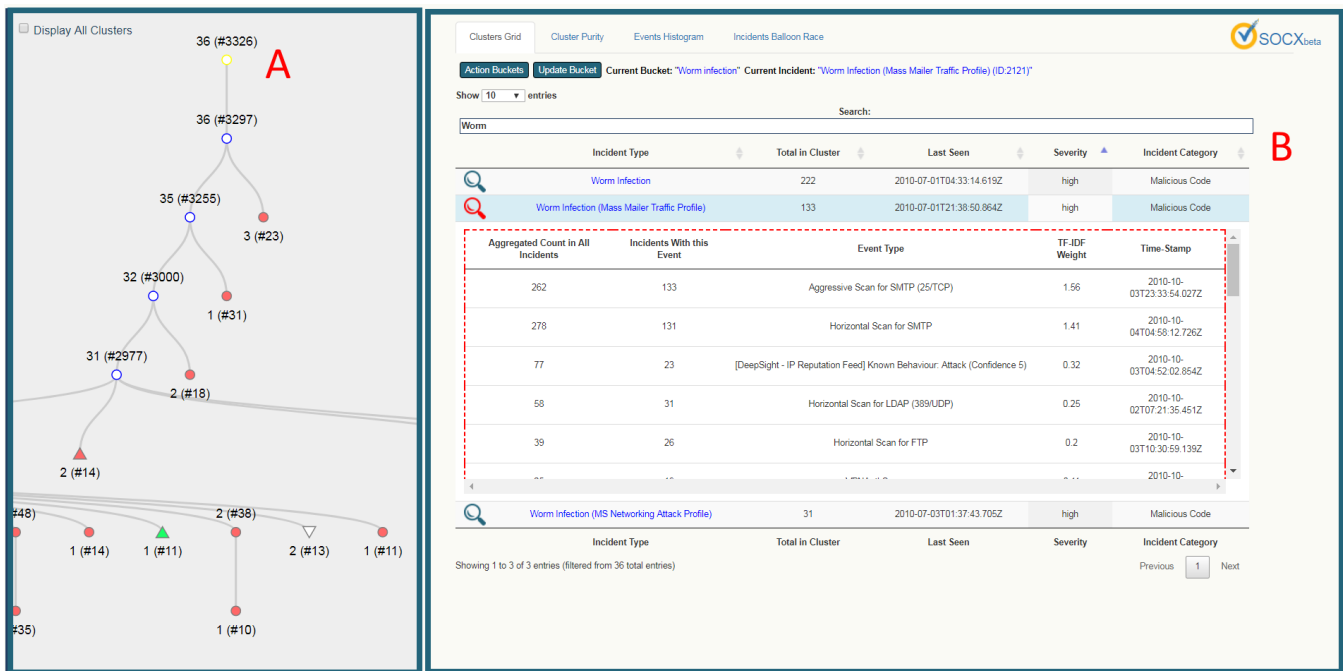 Display All Clusters
36 (#3326)
A
36 (#3297)
35 (#3255)
3 (#23)
32 (#3000)
1 (#31)
31 (#2977)
2 (#18)
2 (#14)
#48)
2 (#38)
1 (#14)
1 (#11)
2 (#13)
1 (#11)
#35)
1 (#10)
Clusters Grid Cluster Purity Events Histogram Incidents Balloon Race
SOCXbeta
Action Buckets Update Bucket Current Bucket: "Worm infection" Current Incident: "Worm Infection (Mass Mailer Traffic Profile) (ID:2121)"
Show 10 entries
Search:
Worm
B
Incident Type Total in Cluster Last Seen Severity Incident Category
Worm Infection 222 2010-07-01T04:33:14.619Z high Malicious Code
Worm Infection (Mass Mailer Traffic Profile) 133 2010-07-01T21:38:50.864Z high Malicious Code
Aggregated Count in All Incidents Incidents With this Event Event Type TF-IDF Weight Time-Stamp
262 133 Aggressive Scan for SMTP (25/TCP) 1.56 2010-10-03T23:33:54.027Z
278 131 Horizontal Scan for SMTP 1.41 2010-10-04T04:58:12.726Z
77 23 [DeepSight - IP Reputation Feed] Known Behaviour: Attack (Confidence 5) 0.32 2010-10-03T04:52:02.854Z
58 31 Horizontal Scan for LDAP (389/UDP) 0.25 2010-10-02T07:21:35.451Z
39 26 Horizontal Scan for FTP 0.2 2010-10-03T10:30:59.139Z
2010-10-
Worm Infection (MS Networking Attack Profile) 31 2010-07-03T01:37:43.705Z high Malicious Code
Incident Type Total in Cluster Last Seen Severity Incident Category
Showing 1 to 3 of 3 entries (filtered from 36 total entries)
Previous 1 Next